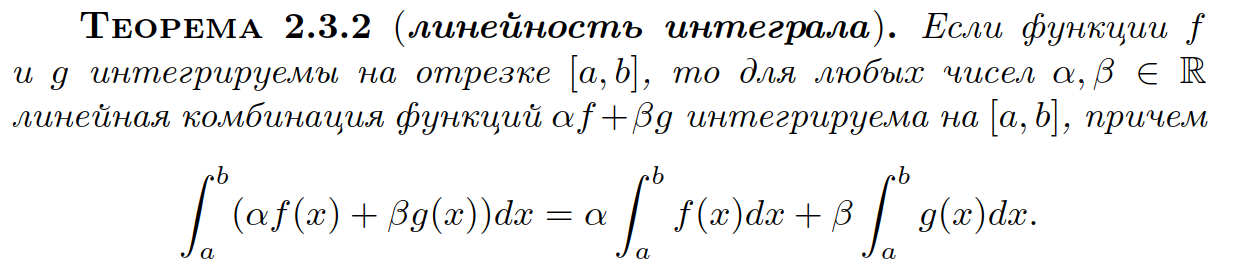 Теорема 2.3.2 (линейность интеграла). Если функции f
и g интегрируемы на отрезке [a, b], то для любых чисел α, β ∈ ℝ
линейная комбинация функций αf + βg интегрируема на [a, b], причем
∫_a^b (αf(x) + βg(x))dx = α ∫_a^b f(x)dx + β ∫_a^b g(x)dx.